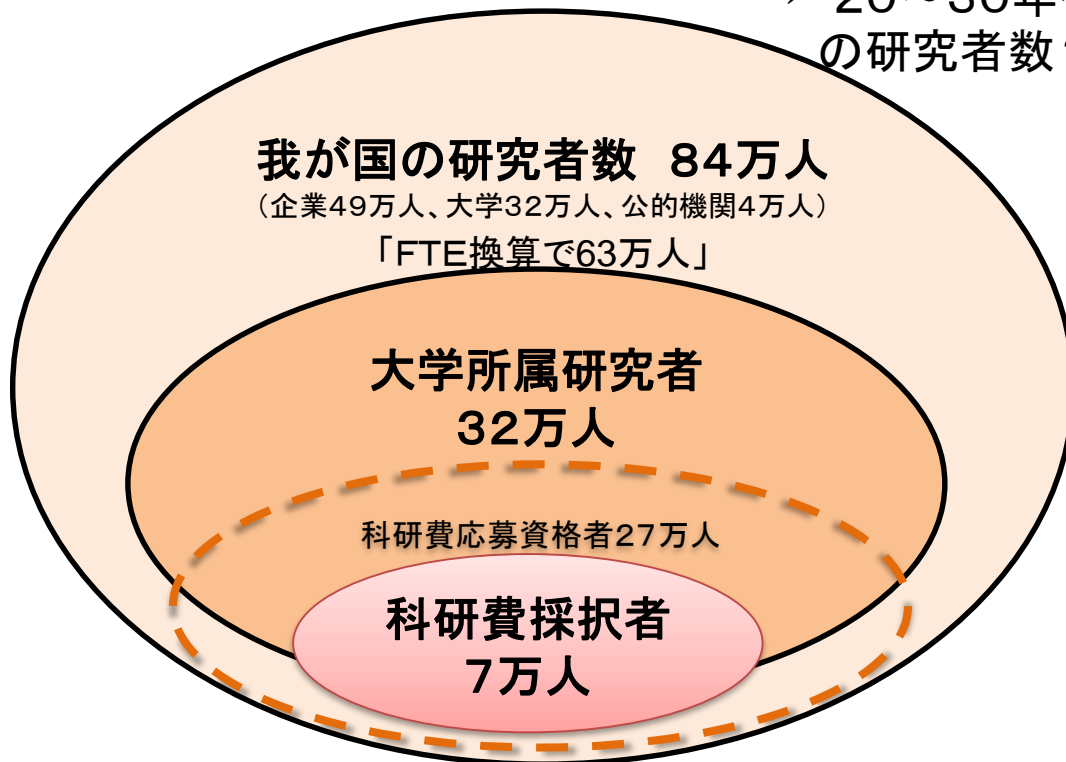 20～30年
の研究者数
我が国の研究者数 84万人
（企業49万人、大学32万人、公的機関4万人）
「FTE換算で63万人」
大学所属研究者
32万人
科研費応募資格者27万人
科研費採択者
7万人